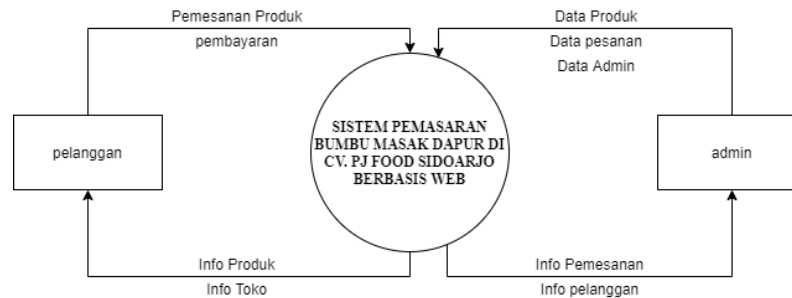 Pemesanan Produk
pembayaran
Data Produk
Data pesanan
Data Admin
pelanggan
SISTEM PEMASARAN
BUMBU MASAK DAPUR DI
CV. PJ FOOD SIDOARJO
BERBASIS WEB
admin
Info Produk
Info Toko
Info Pemesanan
Info pelanggan